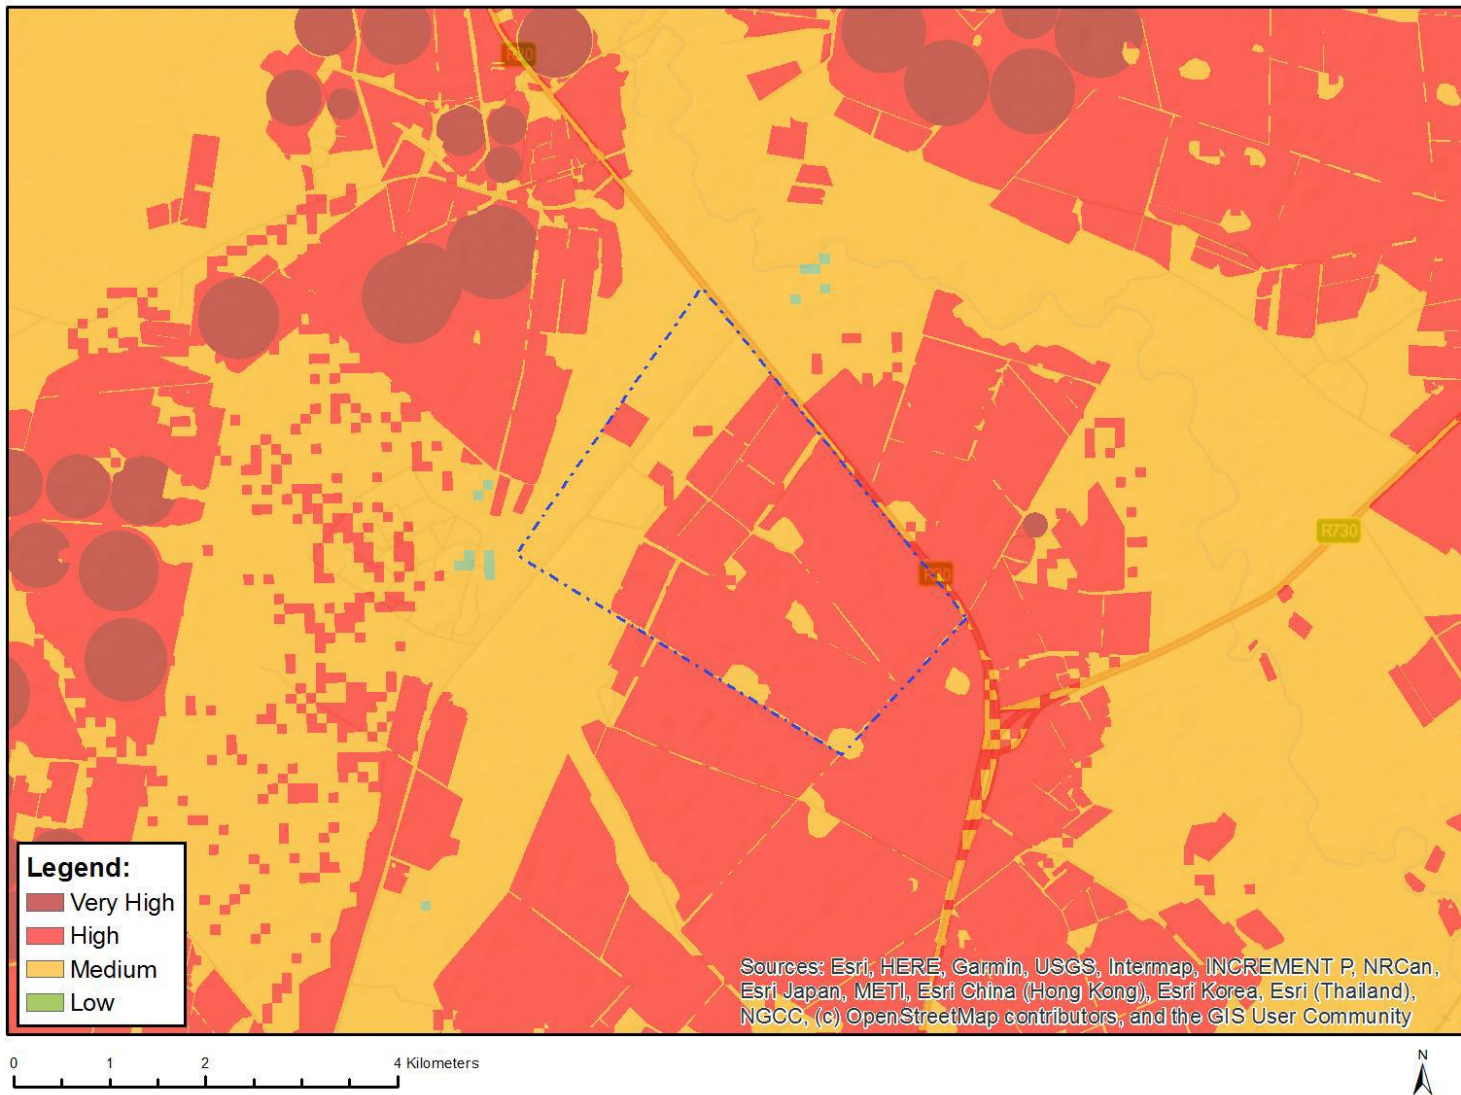 R30
R730
R30
Legend:
Very High
High
Medium
Low
Sources: Esri, HERE, Garmin, USGS, Intermap, INCREMENT P, NRCan,
Esri Japan, METI, Esri China (Hong Kong), Esri Korea, Esri (Thailand),
NGCC, (c) OpenStreetMap contributors, and the GIS User Community
0 1 2 4 Kilometers
N